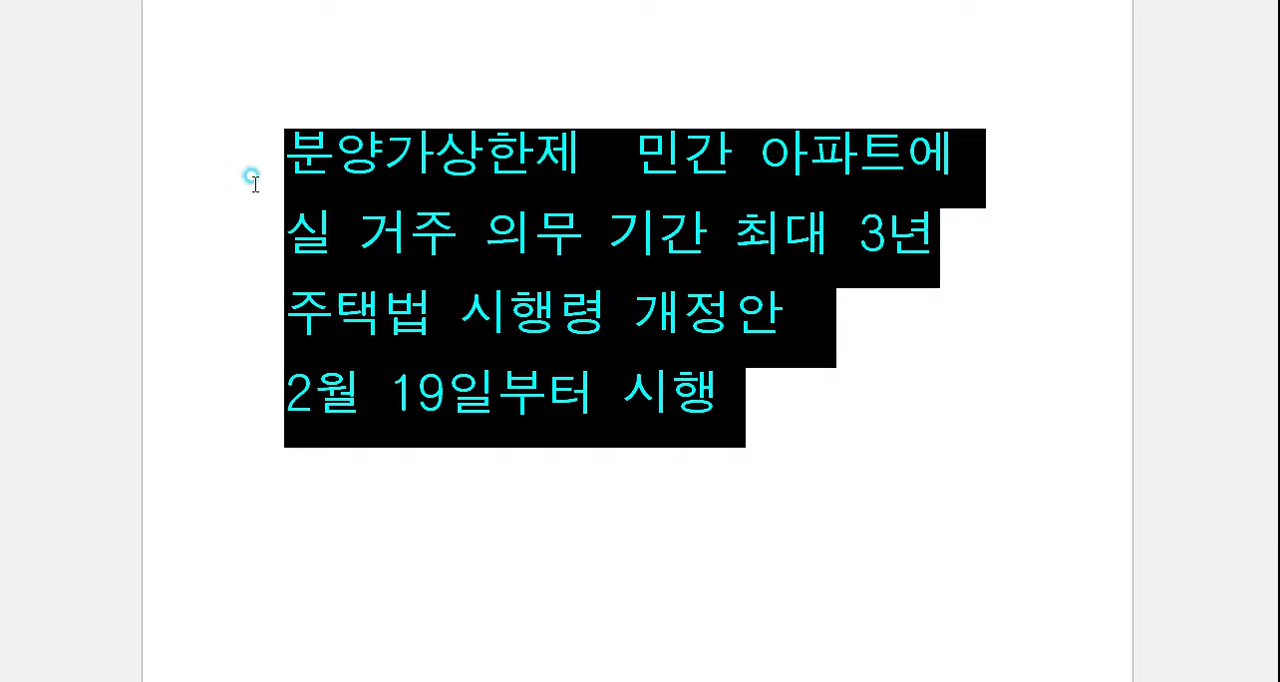 분양가상한제  민간 아파트에
실 거주 의무 기간 최대 3년
주택법 시행령 개정안
2월 19일부터 시행